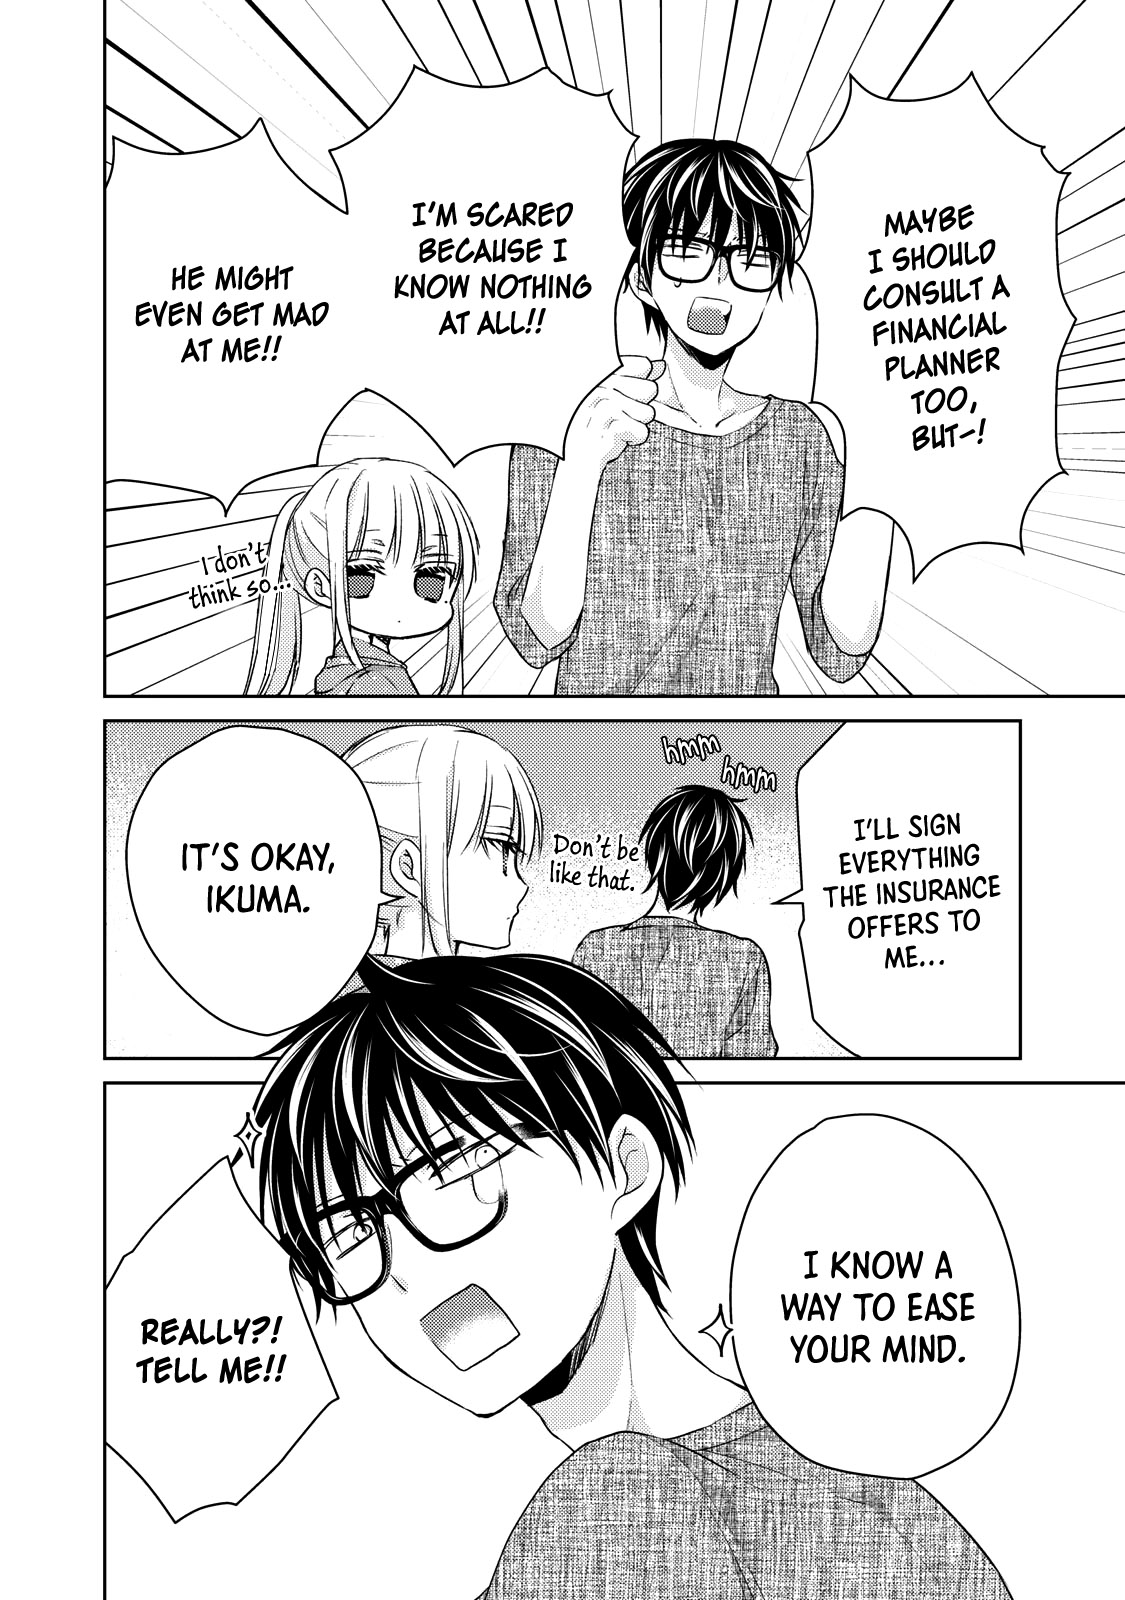 MAYBE
I SHOULD
CONSULT A
FINANCIAL
PLANNER
TOO,
BUT-!
I'M SCARED
BECAUSE I
KNOW NOTHING
AT ALL!!
HE MIGHT
EVEN GET MAD
AT ME!!
I don't
think so...
I'LL SIGN
EVERYTHING
THE INSURANCE
OFFERS TO
ME...
hmm
hmm
Don't be
like that.
IT'S OKAY,
IKUMA.
I KNOW A
WAY TO EASE
YOUR MIND.
REALLY?!
TELL ME!!